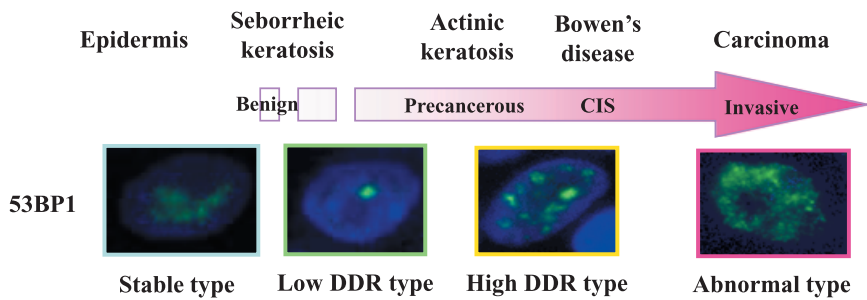 Epidermis
Seborrheic
keratosis
Actinic
keratosis
Bowen’s
disease
Carcinoma
Benign
Precancerous
CIS
Invasive
53BP1
Stable type
Low DDR type
High DDR type
Abnormal type